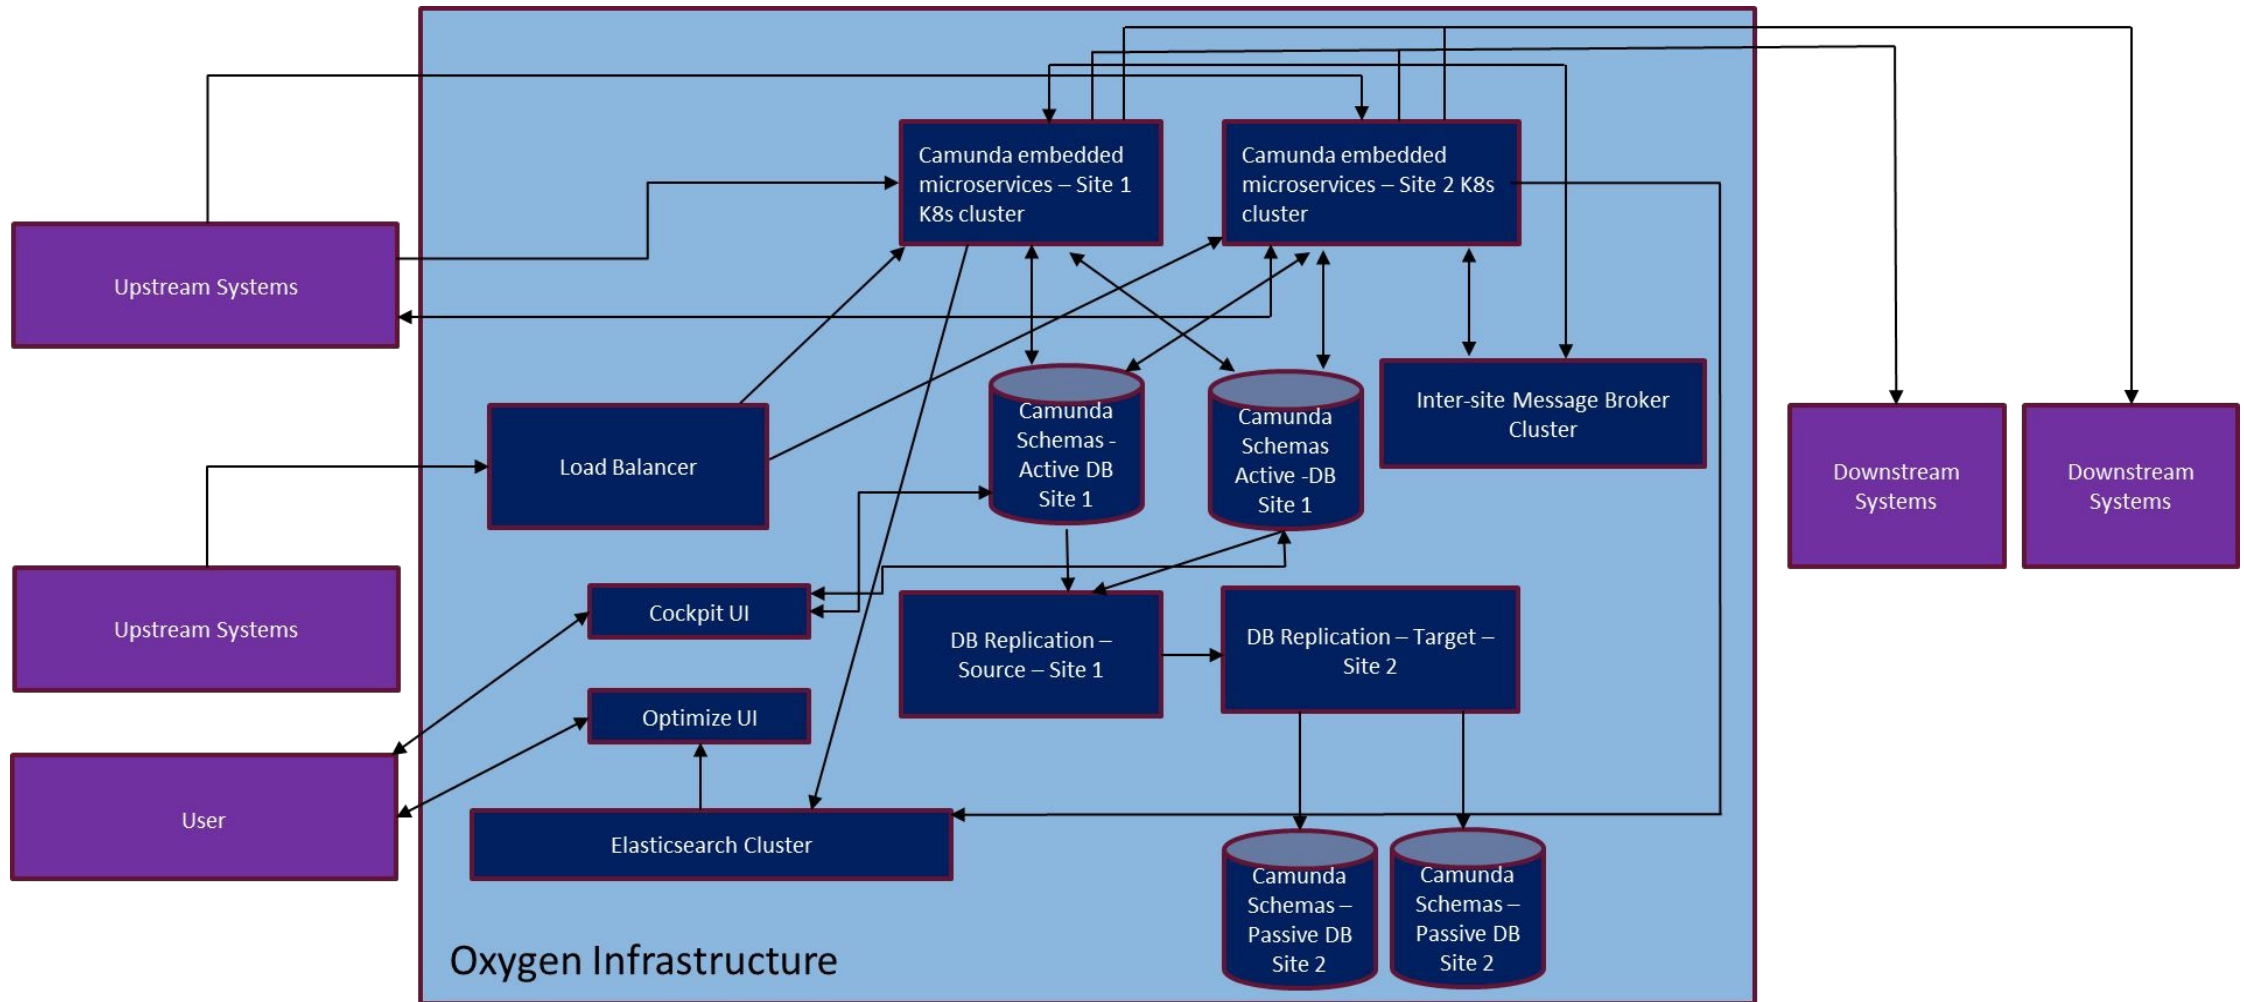 Camunda embedded
microservices – Site 1
K8s cluster
Camunda embedded
microservices – Site 2 K8s
cluster
Upstream Systems
Load Balancer
Camunda
Schemas -
Active DB
Site 1
Camunda
Schemas
Active -DB
Site 1
Inter-site Message Broker
Cluster
Downstream
Systems
Downstream
Systems
Upstream Systems
Cockpit UI
DB Replication –
Source – Site 1
DB Replication – Target –
Site 2
Optimize UI
User
Elasticsearch Cluster
Camunda
Schemas –
Passive DB
Site 2
Camunda
Schemas –
Passive DB
Site 2
Oxygen Infrastructure